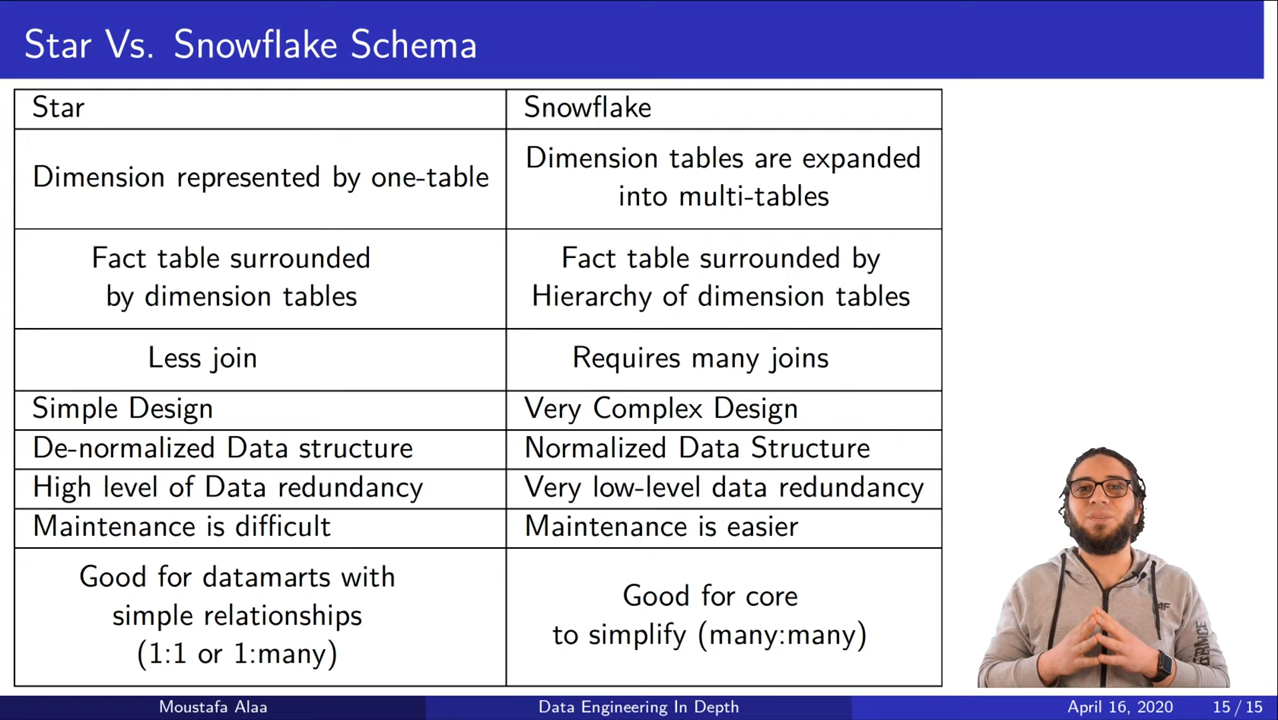 Star Vs. Snowflake Schema
Star
Snowflake
Dimension represented by one-table
Dimension tables are expanded
into multi-tables
Fact table surrounded
by dimension tables
Fact table surrounded by
Hierarchy of dimension tables
Less join
Requires many joins
Simple Design
Very Complex Design
De-normalized Data structure
Normalized Data Structure
High level of Data redundancy
Very low-level data redundancy
Maintenance is difficult
Maintenance is easier
Good for datamarts with
simple relationships
(1:1 or 1:many)
Good for core
to simplify (many:many)
Moustafa Alaa
Data Engineering In Depth
April 16, 2020
15/15